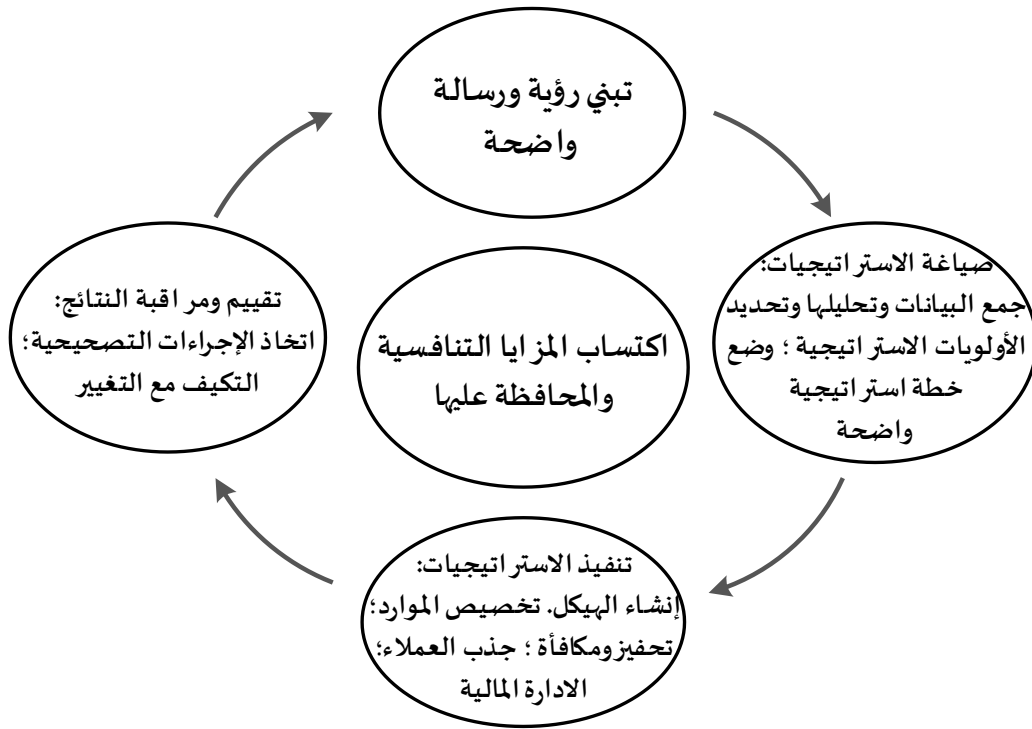 تبني رؤية ورسالة
واضحة
صياغة الاستراتيجيات:
جمع البيانات وتحليلها وتحديد
الأولويات الاستراتيجية ؛ وضع
خطة استراتيجية
واضحة
اكتساب المزايا التنافسية
والمحافظة عليها
تقييم ومراقبة النتائج:
اتخاذ الإجراءات التصحيحية؛
التكيف مع التغيير
تنفيذ الاستراتيجيات:
إنشاء الهيكل. تخصيص الموارد؛
تحفيز ومكافأة ؛ جذب العملاء؛
الادارة المالية